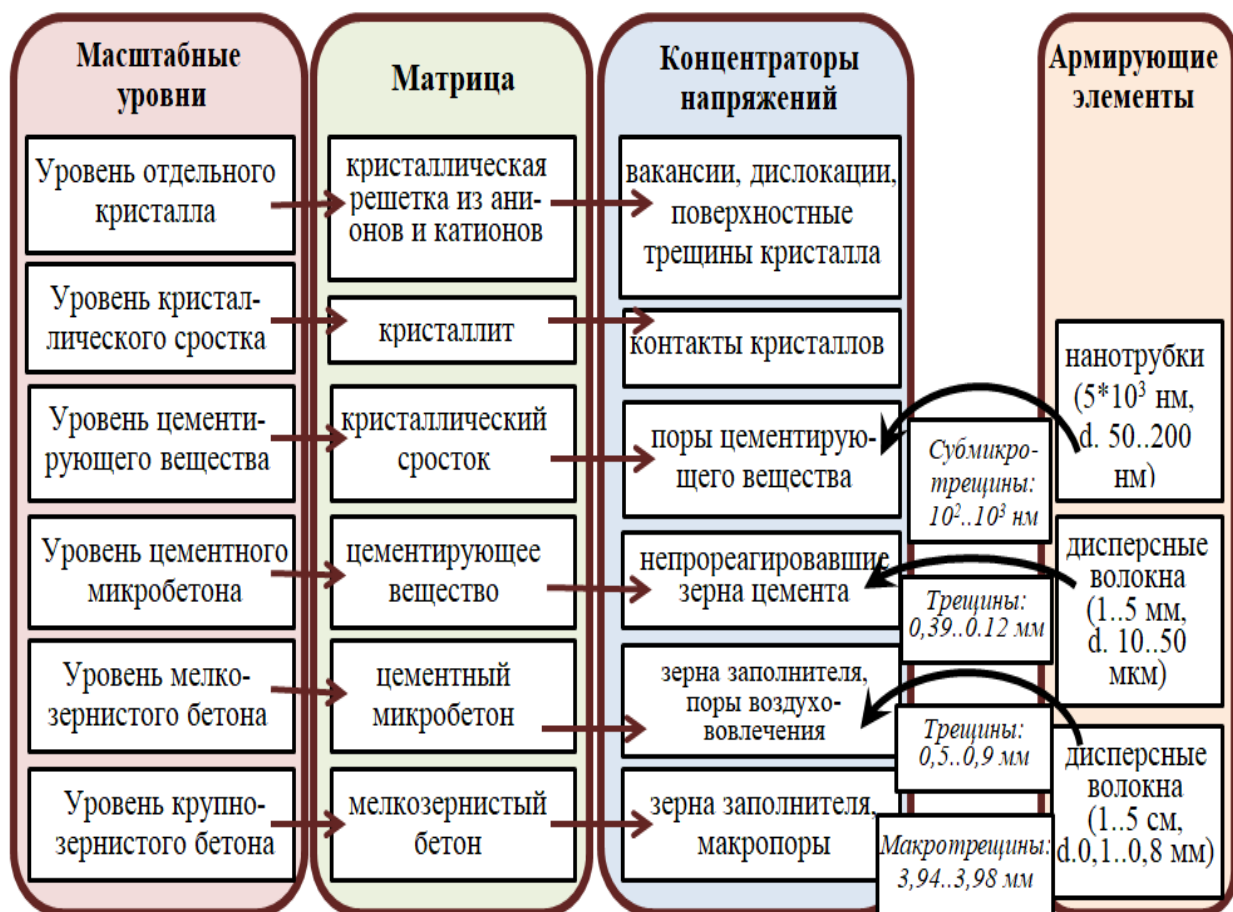 Масштабные
уровни
Уровень отдельного
кристалла
Уровень кристал-
лического сростка
Уровень цементи-
рующего вещества
Уровень цементного
микробетона
Уровень мелко-
зернистого бетона
Уровень крупно-
зернистого бетона
Матрица
кристаллическая
решетка из ани-
онов и катионов
кристаллит
кристаллический
сросток
цементирующее
вещество
цементный
микробетон
мелкозернистый
бетон
Концентраторы
напряжений
вакансии, дислокации,
поверхностные
трещины кристалла
контакты кристаллов
поры цементирую-
щего вещества
непрореагировавшие
зерна цемента
зерна заполнителя,
поры воздухо-
вовлечения
зерна заполнителя,
макропоры
Субмикро-
трещины:
10²..10³ нм
Трещины:
0,39..0.12 мм
Трещины:
0,5..0,9 мм
Макротрещины:
3,94..3,98 мм
Армирующие
элементы
нанотрубки
(5*10³ нм,
d. 50..200
нм)
дисперсные
волокна
(1..5 мм,
d. 10..50
мкм)
дисперсные
волокна
(1..5 см,
d.0,1..0,8 мм)